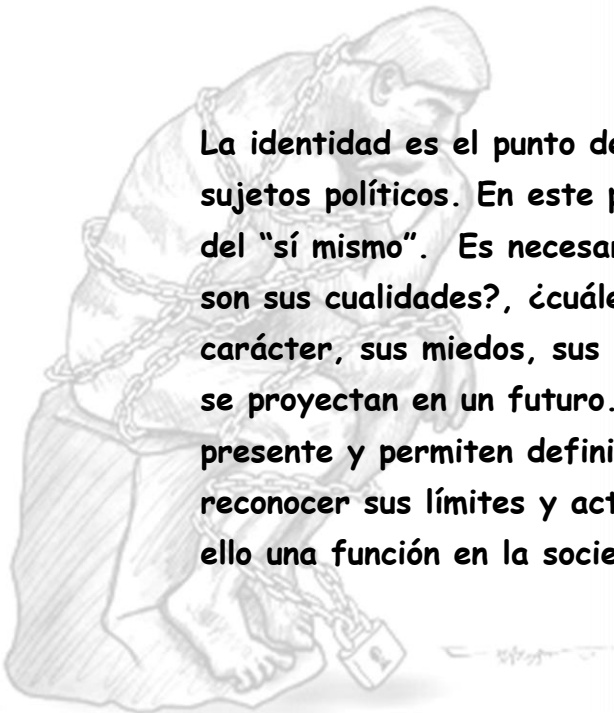 La identidad es el punto de
sujetos políticos. En este p
del “sí mismo”. Es necesar
son sus cualidades?, ¿cuále
carácter, sus miedos, sus
se proyectan en un futuro.
presente y permiten defini
reconocer sus límites y act
ello una función en la socie